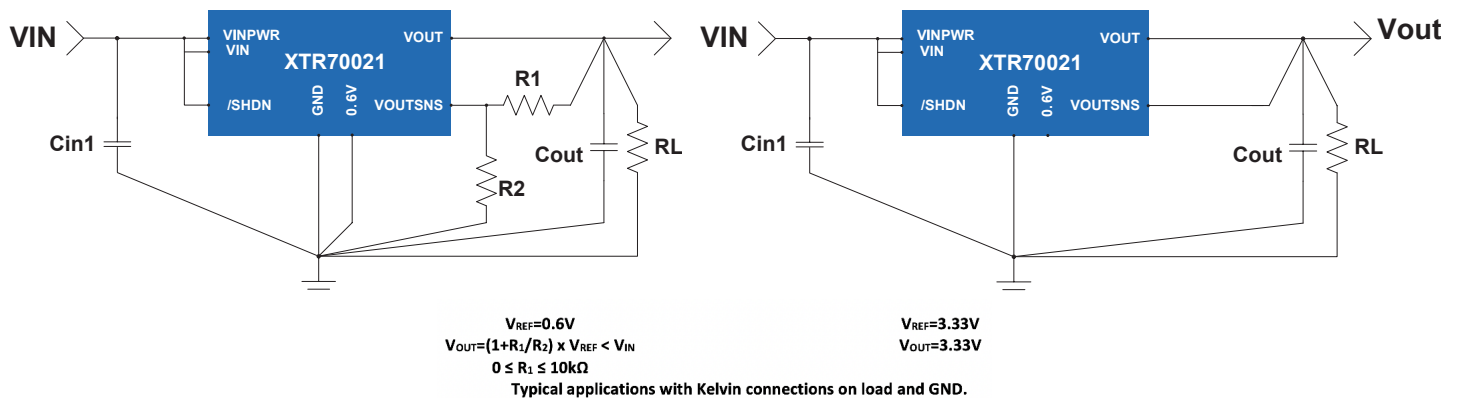 VIN
VINPWR
VIN
VOUT
XTR70021
/SHDN
GND
0.6V
VOUTSNS
R1
Cin1
R2
Cout
RL
VIN
VINPWR
VIN
VOUT
Vout
XTR70021
/SHDN
GND
0.6V
VOUTSNS
Cin1
Cout
RL
VREF=0.6V
VOUT=(1+R1/R2) x VREF < VIN
0 ≤ R1 ≤ 10kΩ
VREF=3.33V
VOUT=3.33V
Typical applications with Kelvin connections on load and GND.